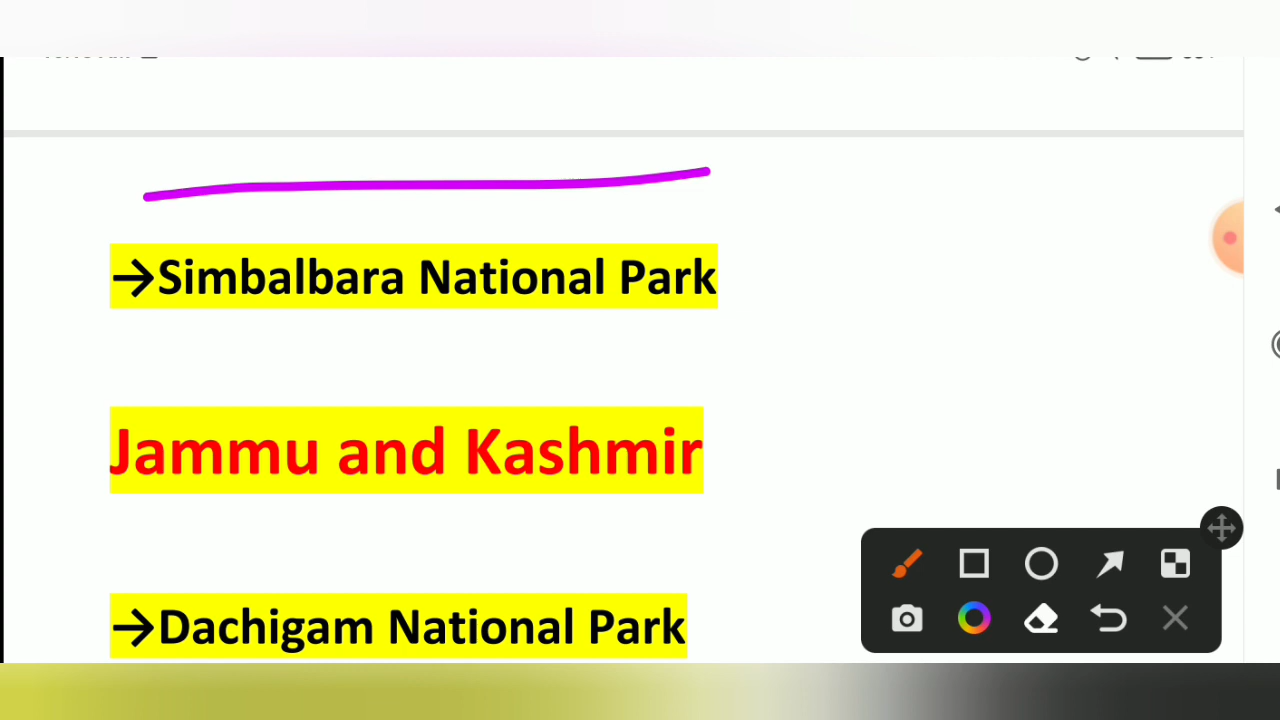 →Simbalbara National Park
Jammu and Kashmir
→Dachigam National Park